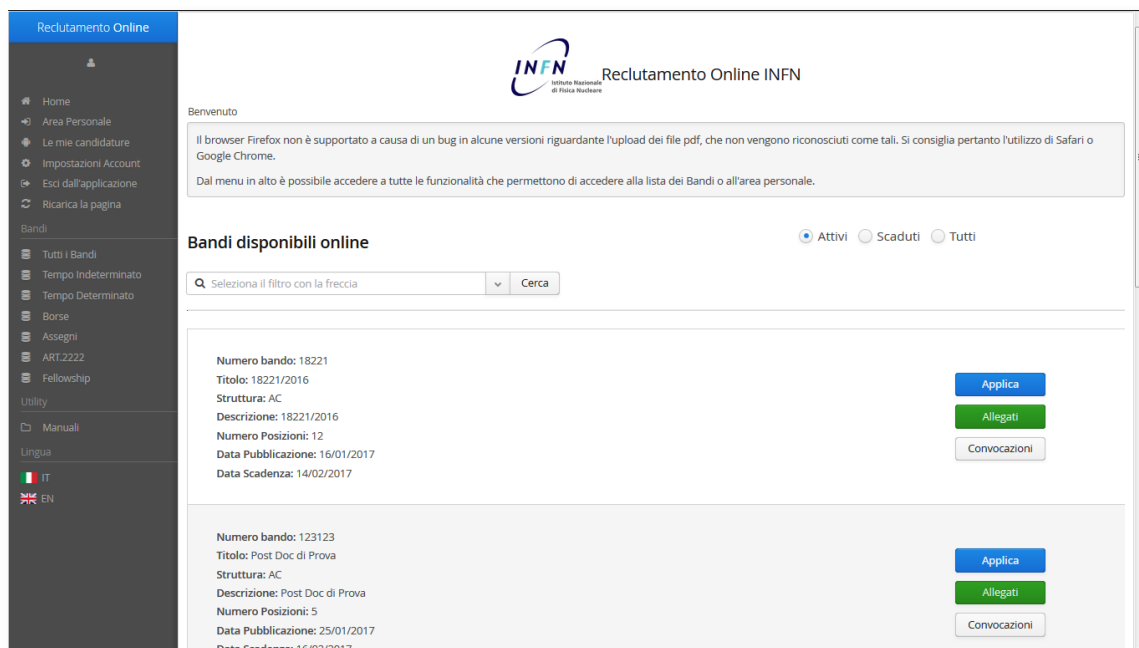 Reclutamento Online
Home
Area Personale
Le mie candidature
Impostazioni Account
Esci dall'applicazione
Ricarica la pagina
Bandi
Tutti i Bandi
Tempo Indeterminato
Tempo Determinato
Borse
Assegni
ART.2222
Fellowship
Utility
Manuali
Lingua
IT
EN
INFN
Istituto Nazionale
di Fisica Nucleare
Reclutamento Online INFN
Benvenuto
Il browser Firefox non è supportato a causa di un bug in alcune versioni riguardante l'upload dei file pdf, che non vengono riconosciuti come tali. Si consiglia pertanto l'utilizzo di Safari o
Google Chrome.
Dal menu in alto è possibile accedere a tutte le funzionalità che permettono di accedere alla lista dei Bandi o all'area personale.
Bandi disponibili online
Attivi Scaduti Tutti
Seleziona il filtro con la freccia Cerca
Numero bando: 18221
Titolo: 18221/2016
Struttura: AC
Descrizione: 18221/2016
Numero Posizioni: 12
Data Pubblicazione: 16/01/2017
Data Scadenza: 14/02/2017
Applica
Allegati
Convocazioni
Numero bando: 123123
Titolo: Post Doc di Prova
Struttura: AC
Descrizione: Post Doc di Prova
Numero Posizioni: 5
Data Pubblicazione: 25/01/2017
Data Scadenza: 16/02/2017
Applica
Allegati
Convocazioni